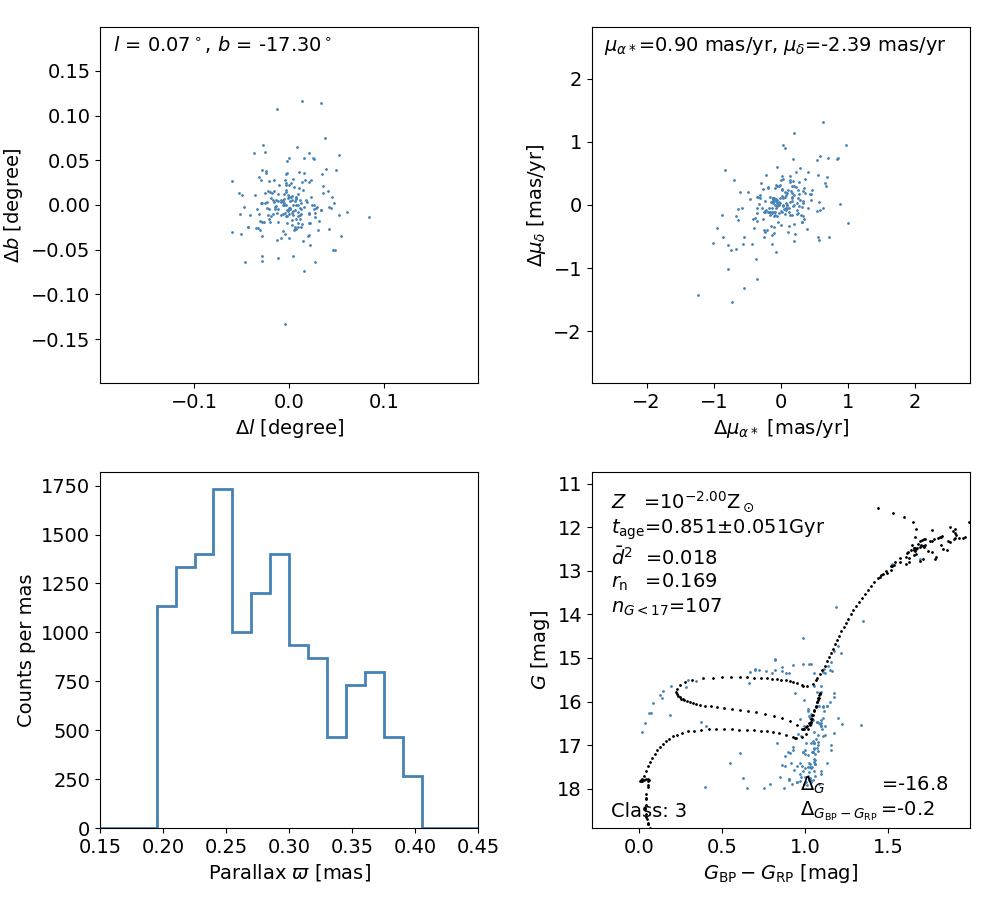 l = 0.07°, b = -17.30°
0.15
0.10
0.05
0.00
−0.05
−0.10
−0.15
Δb [degree]
−0.1
0.0
0.1
Δl [degree]
μα*=0.90 mas/yr, μδ=-2.39 mas/yr
2
1
0
−1
−2
Δμδ [mas/yr]
−2
−1
0
1
2
Δμα* [mas/yr]
1750
1500
1250
1000
750
500
250
0
Counts per mas
0.15
0.20
0.25
0.30
0.35
0.40
0.45
Parallax ϖ [mas]
11
12
13
14
15
16
17
18
G [mag]
Z =10^−2.00 Z⊙
t_age=0.851±0.051Gyr
d̄² =0.018
r_n =0.169
n_G<17=107
Δ_G =-16.8
Class: 3
Δ_GBP−GRP =-0.2
0.0
0.5
1.0
1.5
G_BP − G_RP [mag]